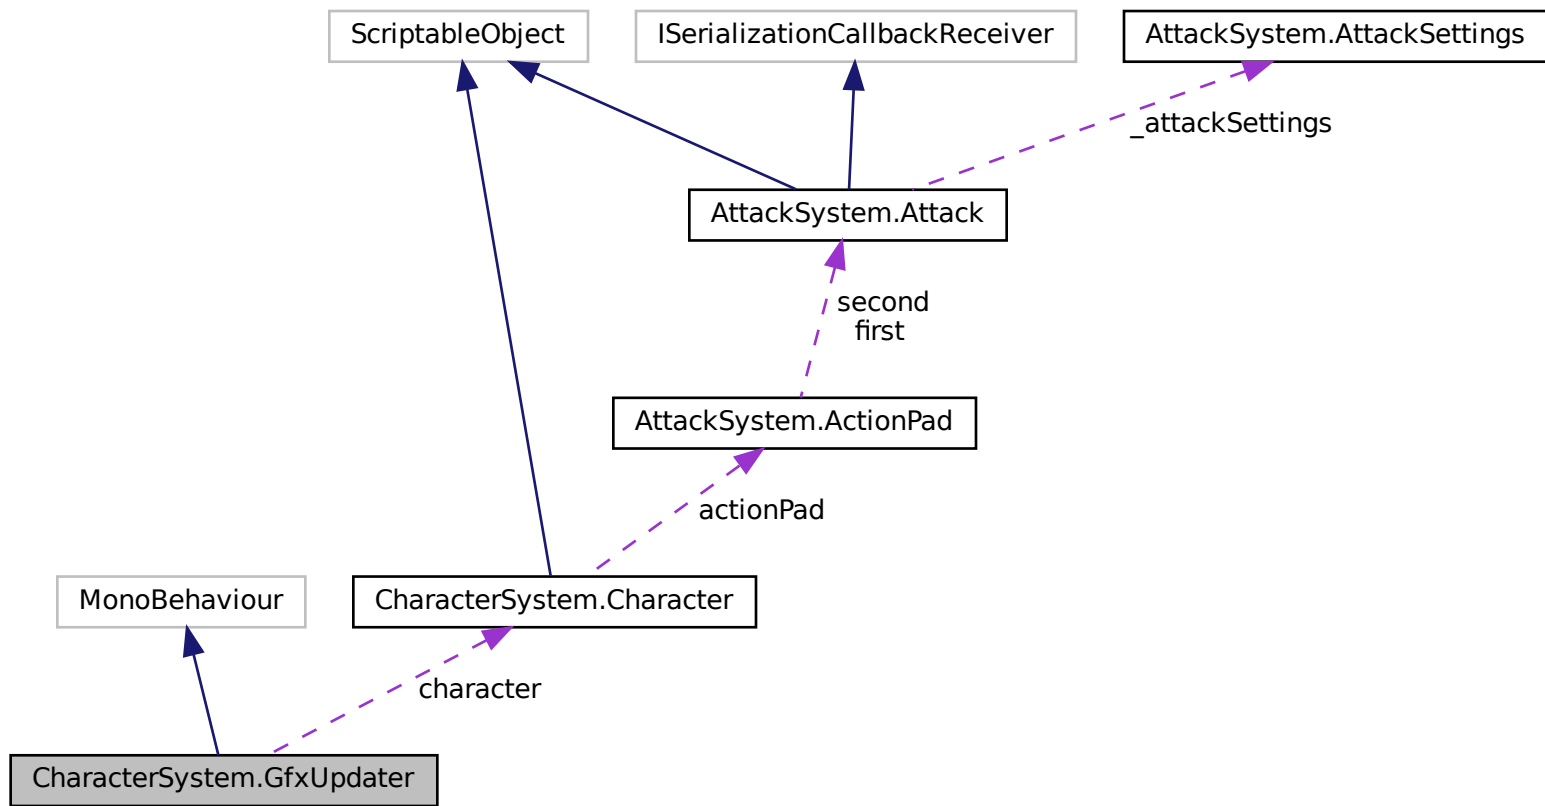 ScriptableObject
ISerializationCallbackReceiver
AttackSystem.AttackSettings
_attackSettings
AttackSystem.Attack
second
first
AttackSystem.ActionPad
actionPad
MonoBehaviour
CharacterSystem.Character
character
CharacterSystem.GfxUpdater